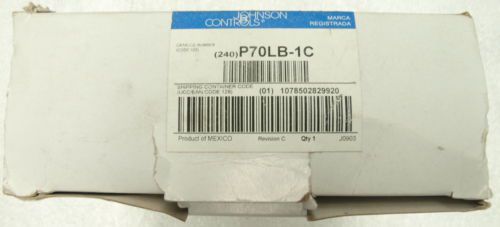 JOHNSON
CONTROLS
MARCA
REGISTRADA
CATALOG NUMBER
(CODE 128)
(240)P70LB-1C
SHIPPING CONTAINER CODE
(UCC/EAN CODE 128)
(01) 1078502829920
Product of MEXICO Revision C Qty 1 J0903